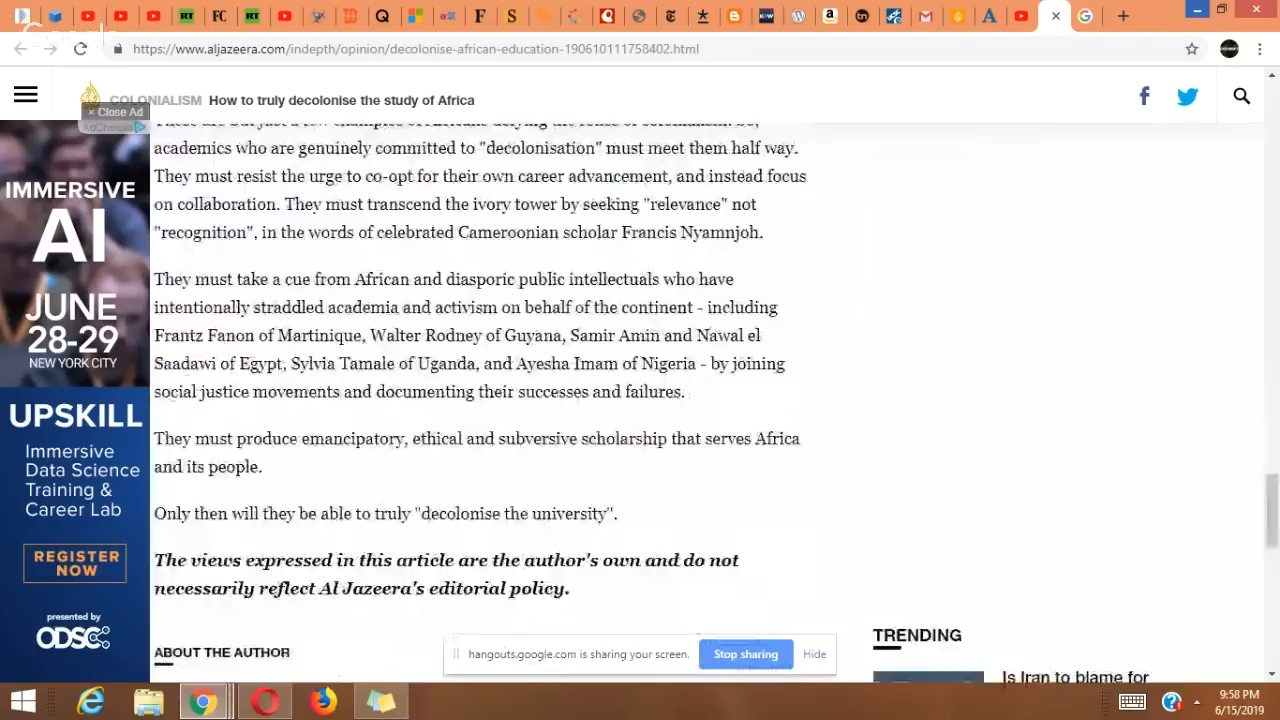 https://www.aljazeera.com/indepth/opinion/decolonise-african-education-190610111758402.html
COLONIALISM How to truly decolonise the study of Africa
× Close Ad
academics who are genuinely committed to "decolonisation" must meet them half way.
They must resist the urge to co-opt for their own career advancement, and instead focus
on collaboration. They must transcend the ivory tower by seeking "relevance" not
"recognition", in the words of celebrated Cameroonian scholar Francis Nyamnjoh.
They must take a cue from African and diasporic public intellectuals who have
intentionally straddled academia and activism on behalf of the continent - including
Frantz Fanon of Martinique, Walter Rodney of Guyana, Samir Amin and Nawal el
Saadawi of Egypt, Sylvia Tamale of Uganda, and Ayesha Imam of Nigeria - by joining
social justice movements and documenting their successes and failures.
They must produce emancipatory, ethical and subversive scholarship that serves Africa
and its people.
Only then will they be able to truly "decolonise the university".
The views expressed in this article are the author's own and do not
necessarily reflect Al Jazeera's editorial policy.
ABOUT THE AUTHOR
IMMERSIVE
AI
JUNE
28-29
NEW YORK CITY
UPSKILL
Immersive
Data Science
Training &
Career Lab
REGISTER
NOW
presented by
ODSC
TRENDING
Is Iran to blame for
hangouts.google.com is sharing your screen.
Stop sharing
Hide
9:58 PM
6/15/2019